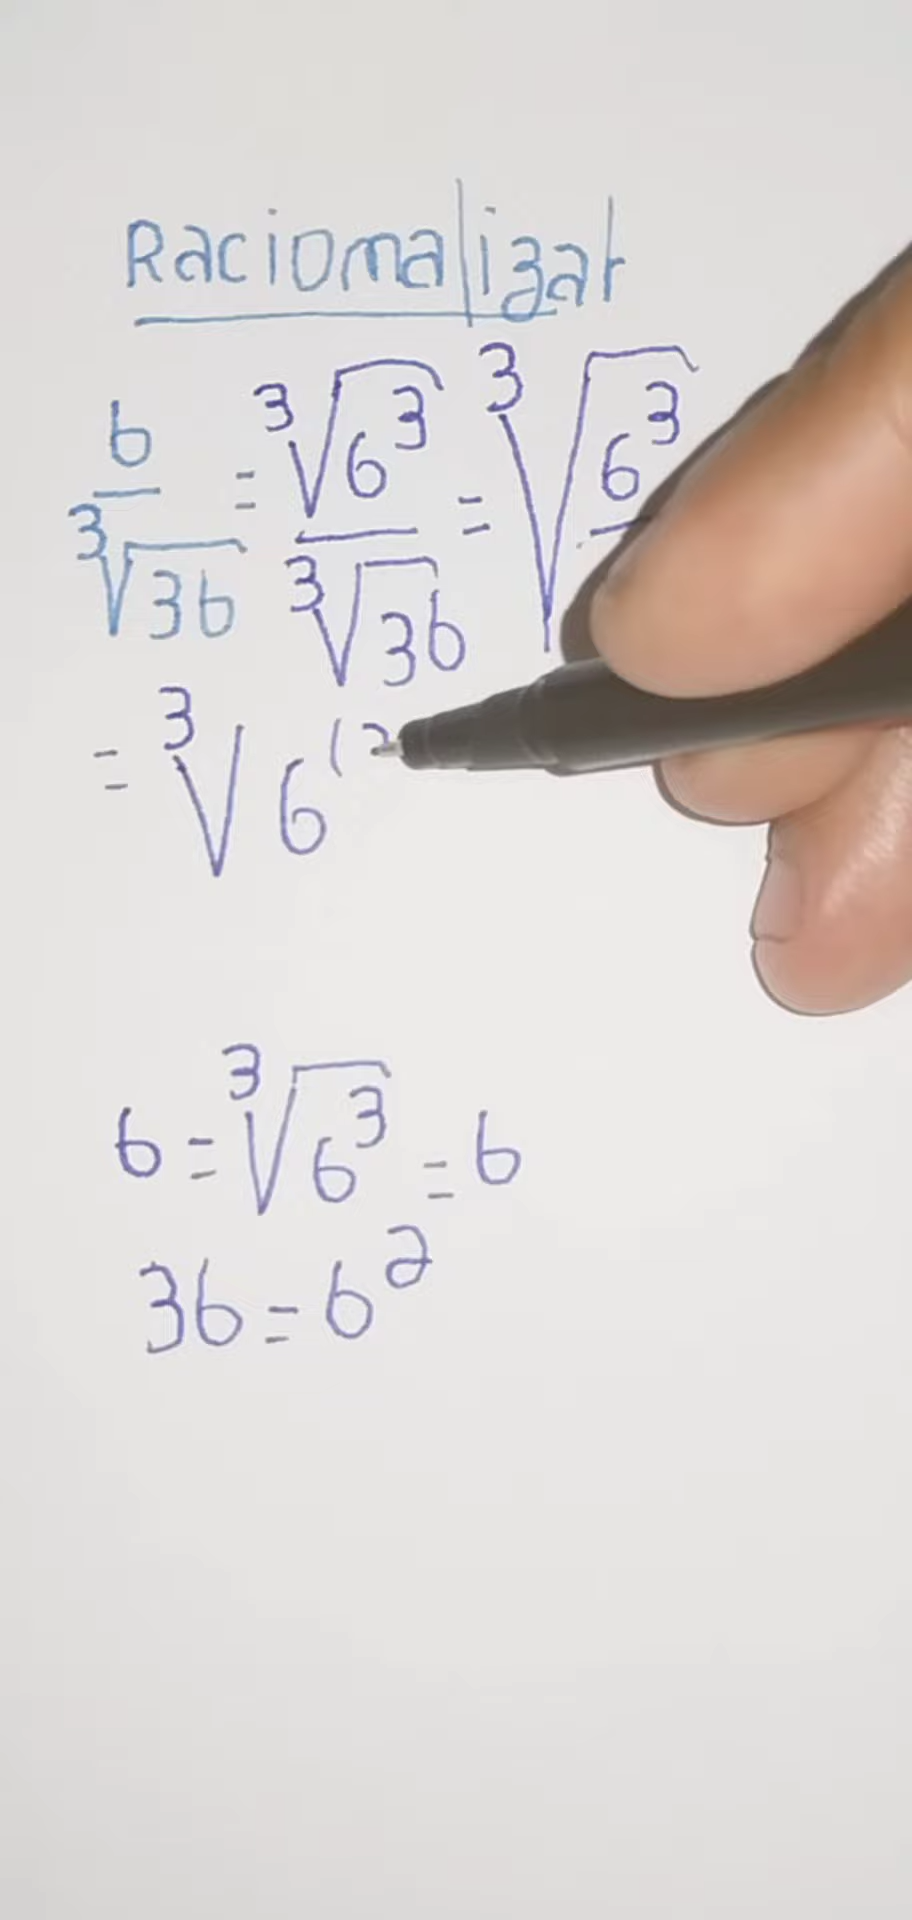 Racionalizar
6/∛36 = ∛6³/∛36 = ∛6³
= ∛6⁽
6 = ∛6³ = 6
36 = 6²